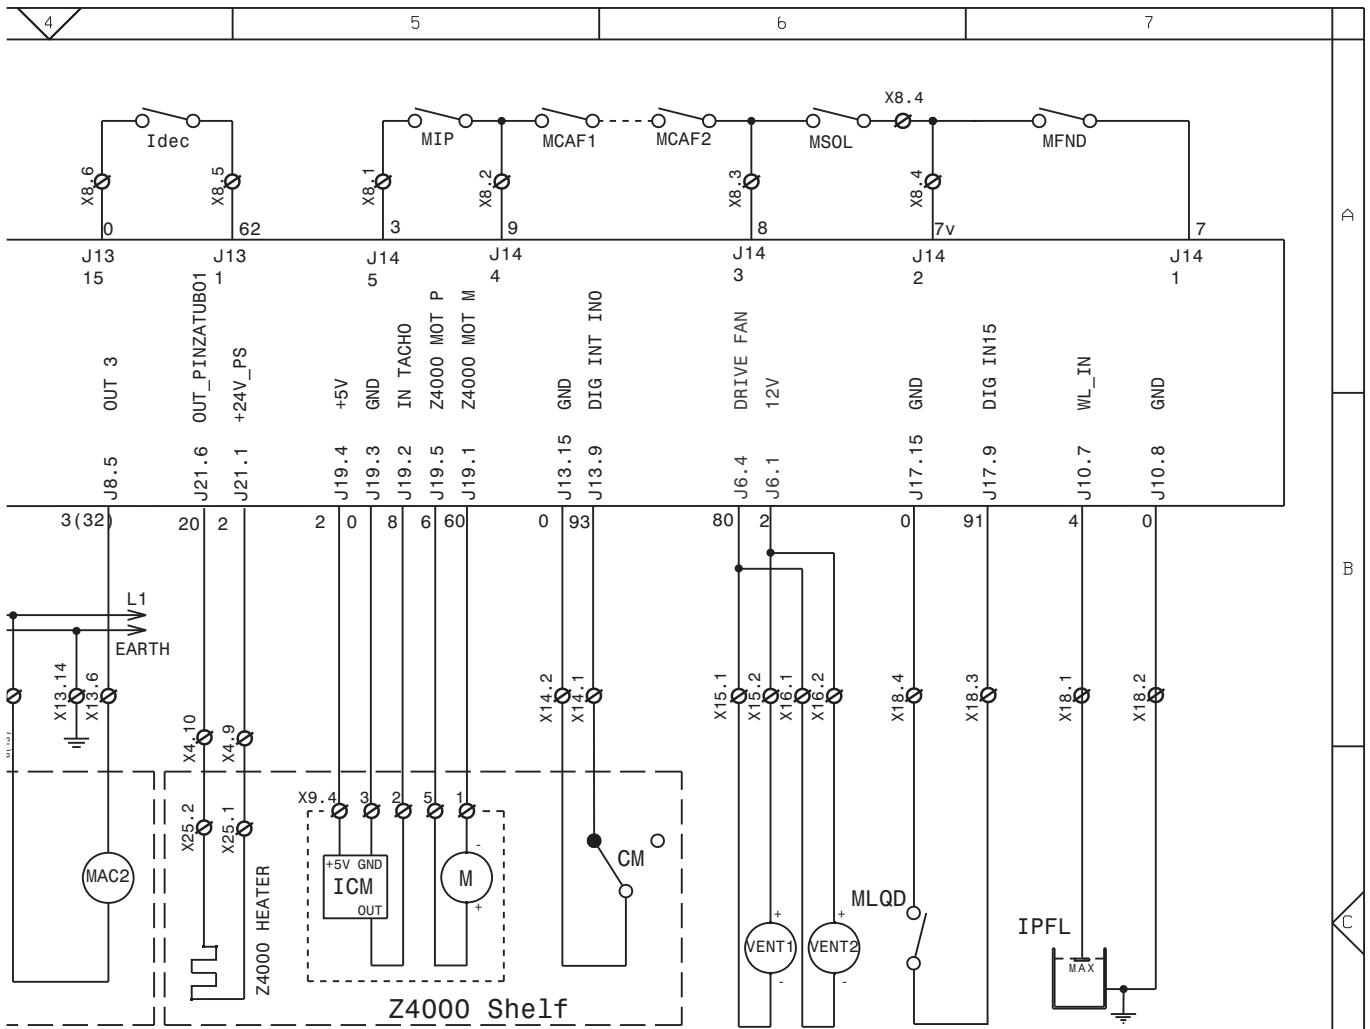 4 5 6 7
X8.4
Idec MIP MCAF1 MCAF2 MSOL MFND
X8.6 X8.5 X8.1 X8.2 X8.3 X8.4
A
0 62 3 9 8 7v 7
J13 J13 J14 J14 J14 J14 J14
15 1 5 4 3 2 1
OUT 3
OUT_PINZATUBO1
+24V_PS
+5V
GND
IN TACHO
Z4000 MOT P
Z4000 MOT M
GND
DIG INT IN0
DRIVE FAN
12V
GND
DIG IN15
WL_IN
GND
J8.5 J21.6 J21.1 J19.4 J19.3 J19.2 J19.5 J19.1 J13.15 J13.9 J6.4 J6.1 J17.15 J17.9 J10.7 J10.8
3(32) 20 2 2 0 8 6 60 0 93 80 2 0 91 4 0
B
L1
EARTH
X13.14 X13.6 X14.2 X14.1 X15.1 X15.2 X16.1 X16.2 X18.4 X18.3 X18.1 X18.2
X4.10 X4.9
X9.4 3 2 5 1
X25.2 X25.1
MAC2
Z4000 HEATER
+5V GND
ICM
OUT
-
M
+
CM
MLQD
IPFL
C
+ +
VENT1 VENT2
- -
MAX
Z4000 Shelf